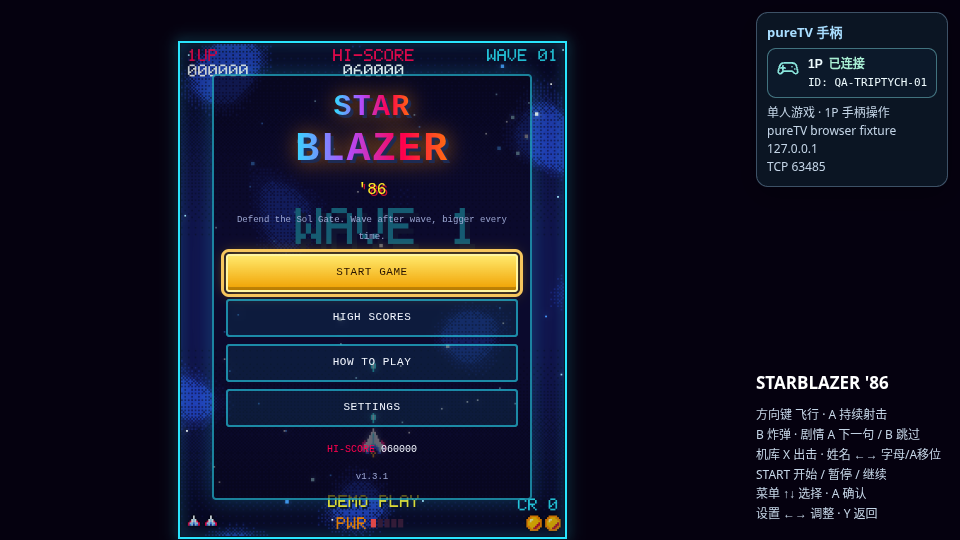 1UP
HI-SCORE
WAVE 01
000000
060000
STAR
BLAZER
'86
WAVE 1
Defend the Sol Gate. Wave after wave, bigger every
time.
START GAME
HIGH SCORES
HOW TO PLAY
SETTINGS
HI-SCORE 060000
v1.3.1
DEMO PLAY
CR 0
PWR
pureTV 手柄
1P 已连接
ID: QA-TRIPTYCH-01
单人游戏 · 1P 手柄操作
pureTV browser fixture
127.0.0.1
TCP 63485
STARBLAZER '86
方向键 飞行 · A 持续射击
B 炸弹 · 剧情 A 下一句 / B 跳过
机库 X 出击 · 姓名 ←→ 字母/A移位
START 开始 / 暂停 / 继续
菜单 ↑↓ 选择 · A 确认
设置 ←→ 调整 · Y 返回